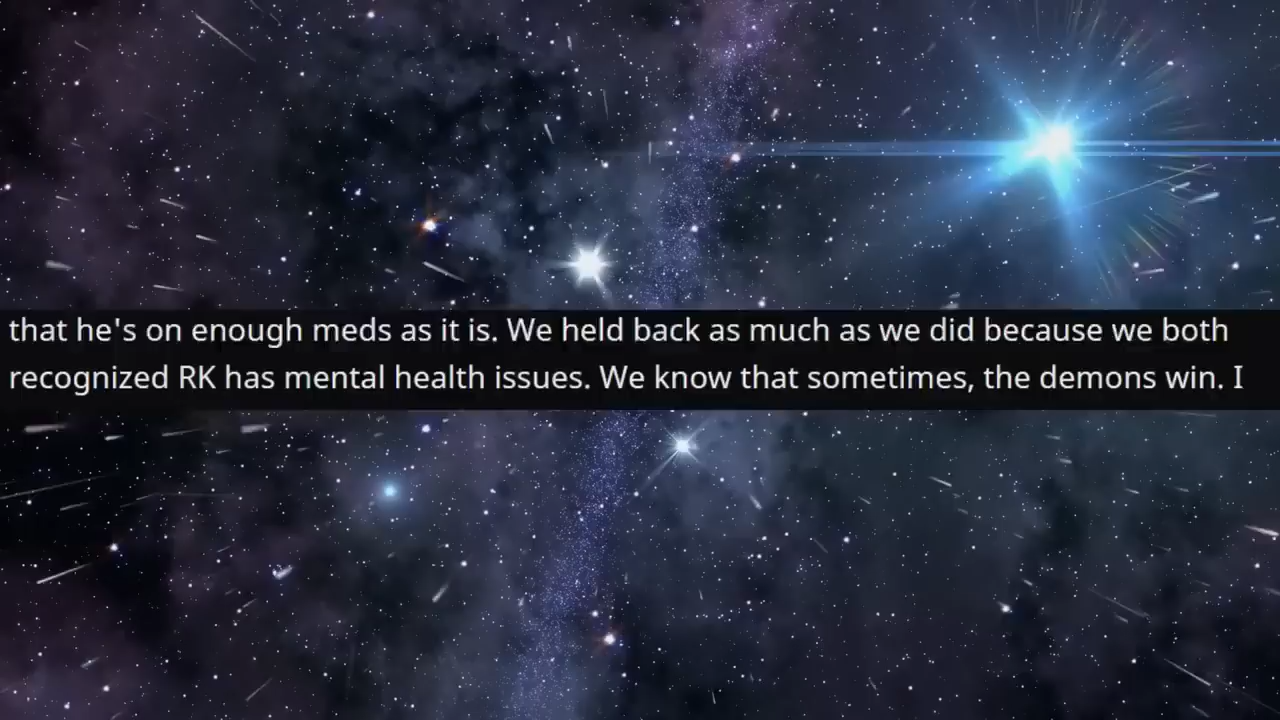 that he's on enough meds as it is. We held back as much as we did because we both
recognized RK has mental health issues. We know that sometimes, the demons win. I